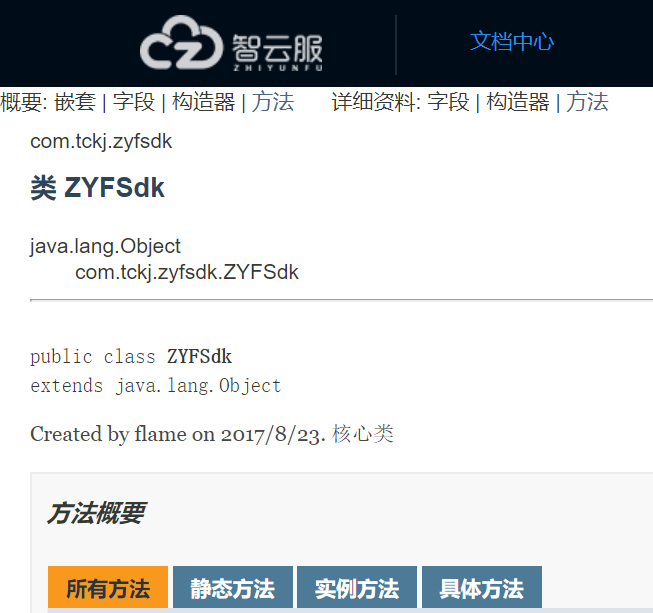 智云服
ZHIYUNFU
文档中心
概要: 嵌套 | 字段 | 构造器 | 方法 详细资料: 字段 | 构造器 | 方法
com.tckj.zyfsdk
类 ZYFSdk
java.lang.Object
com.tckj.zyfsdk.ZYFSdk
public class ZYFSdk
extends java.lang.Object
Created by flame on 2017/8/23. 核心类
方法概要
所有方法 静态方法 实例方法 具体方法